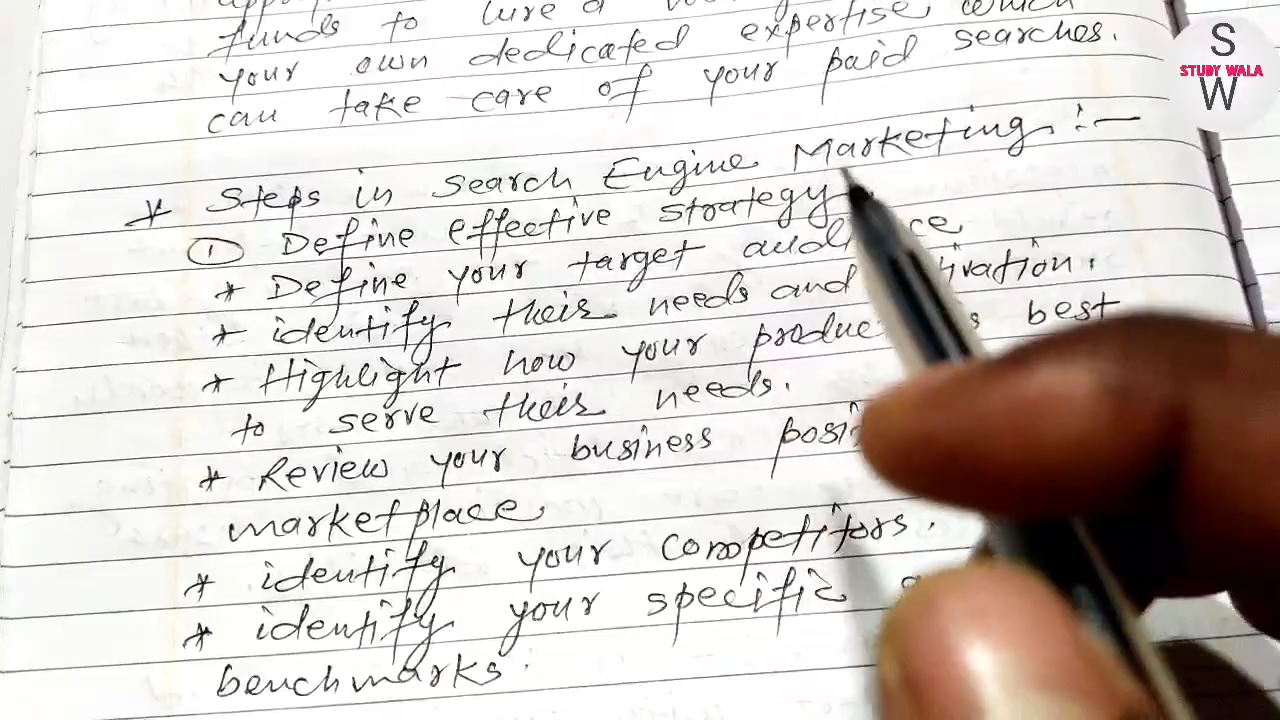 funds to lure a
your own dedicated expertise, which
can take care of your paid searches.
* Steps in Search Engine Marketing :-
① Define effective strategy
* Define your target
* identify their needs and
* Highlight how your best
to serve their needs.
* Review your business
marketplace
* identify your competitors.
* identify your specific
benchmarks.
S
STUDY WALA
W